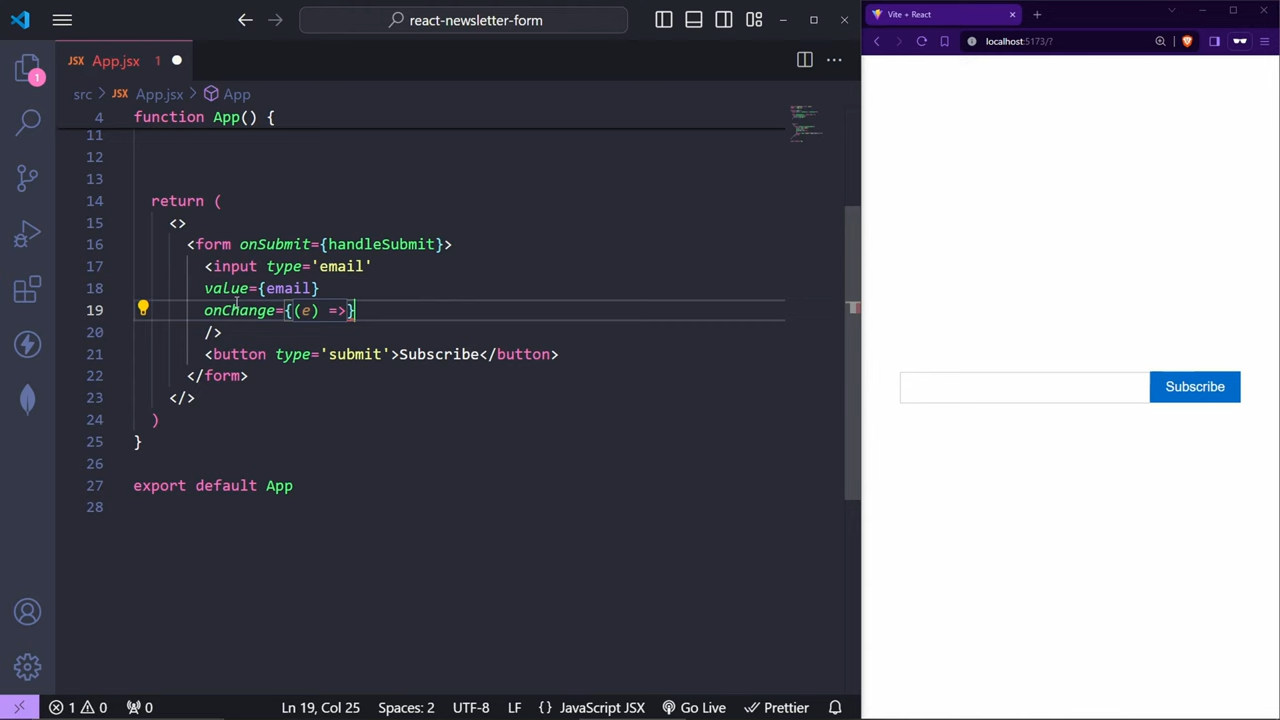 react-newsletter-form
JSX App.jsx 1
src > JSX App.jsx > App
4 function App() {
11
12
13
14 return (
15 <>
16 <form onSubmit={handleSubmit}>
17 <input type='email'
18 value={email}
19 onChange={(e) =>}
20 />
21 <button type='submit'>Subscribe</button>
22 </form>
23 </>
24 )
25 }
26
27 export default App
28
1
1 0 0
Ln 19, Col 25
Spaces: 2
UTF-8
LF
{} JavaScript JSX
Go Live
Prettier
Vite + React
localhost:5173/?
Subscribe